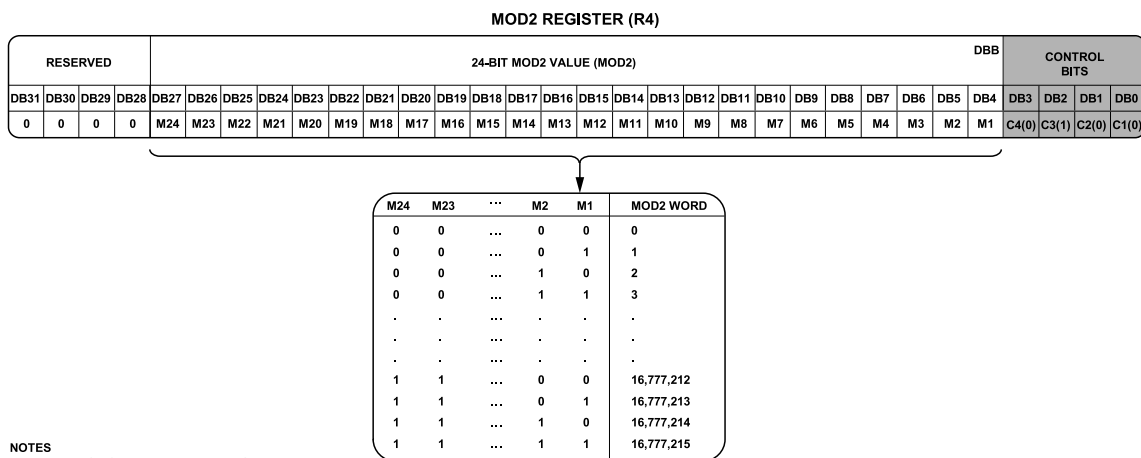 MOD2 REGISTER (R4)
RESERVED 24-BIT MOD2 VALUE (MOD2) DBB CONTROL BITS
DB31 DB30 DB29 DB28 DB27 DB26 DB25 DB24 DB23 DB22 DB21 DB20 DB19 DB18 DB17 DB16 DB15 DB14 DB13 DB12 DB11 DB10 DB9 DB8 DB7 DB6 DB5 DB4 DB3 DB2 DB1 DB0
0 0 0 0 M24 M23 M22 M21 M20 M19 M18 M17 M16 M15 M14 M13 M12 M11 M10 M9 M8 M7 M6 M5 M4 M3 M2 M1 C4(0) C3(1) C2(0) C1(0)
M24 M23 ... M2 M1 MOD2 WORD
0 0 ... 0 0 0
0 0 ... 0 1 1
0 0 ... 1 0 2
0 0 ... 1 1 3
. . ... . . .
. . ... . . .
. . ... . . .
1 1 ... 0 0 16,777,212
1 1 ... 0 1 16,777,213
1 1 ... 1 0 16,777,214
1 1 ... 1 1 16,777,215
NOTES